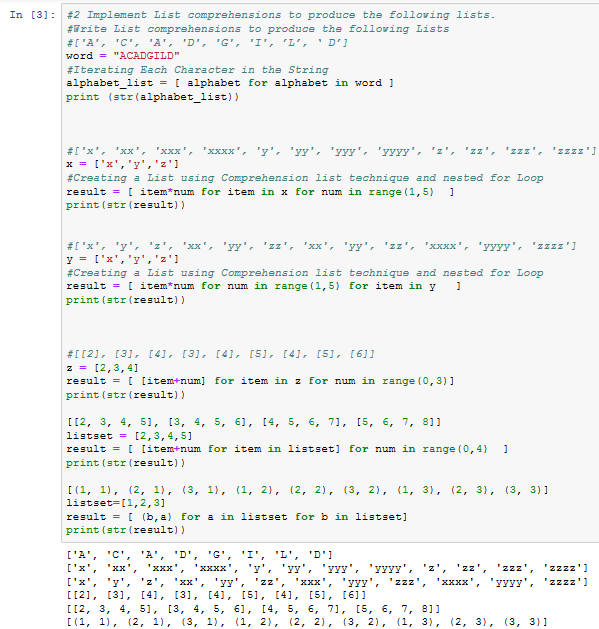 In [3]: #2 Implement List comprehensions to produce the following lists.
#Write List comprehensions to produce the following Lists
#['A', 'C', 'A', 'D', 'G', 'I', ‘L’, ‘ D’]
word = "ACADGILD"
#Iterating Each Character in the String
alphabet_list = [ alphabet for alphabet in word ]
print (str(alphabet_list))
#['x', 'xx', 'xxx', 'xxxx', 'y', 'yy', 'yyy', 'yyyy', 'z', 'zz', 'zzz', 'zzzz']
x = ['x','y','z']
#Creating a List using Comprehension list technique and nested for Loop
result = [ item*num for item in x for num in range(1,5)  ]
print(str(result))
#['x', 'y', 'z', 'xx', 'yy', 'zz', 'xx', 'yy', 'zz', 'xxxx', 'yyyy', 'zzzz']
y = ['x','y','z']
#Creating a List using Comprehension list technique and nested for Loop
result = [ item*num for num in range(1,5) for item in y   ]
print(str(result))
#[[2], [3], [4], [3], [4], [5], [4], [5], [6]]
z = [2,3,4]
result = [ [item+num] for item in z for num in range(0,3)]
print(str(result))
[[2, 3, 4, 5], [3, 4, 5, 6], [4, 5, 6, 7], [5, 6, 7, 8]]
listset = [2,3,4,5]
result = [ [item+num for item in listset] for num in range(0,4)  ]
print(str(result))
[(1, 1), (2, 1), (3, 1), (1, 2), (2, 2), (3, 2), (1, 3), (2, 3), (3, 3)]
listset=[1,2,3]
result = [ (b,a) for a in listset for b in listset]
print(str(result))
['A', 'C', 'A', 'D', 'G', 'I', 'L', 'D']
['x', 'xx', 'xxx', 'xxxx', 'y', 'yy', 'yyy', 'yyyy', 'z', 'zz', 'zzz', 'zzzz']
['x', 'y', 'z', 'xx', 'yy', 'zz', 'xxx', 'yyy', 'zzz', 'xxxx', 'yyyy', 'zzzz']
[[2], [3], [4], [3], [4], [5], [4], [5], [6]]
[[2, 3, 4, 5], [3, 4, 5, 6], [4, 5, 6, 7], [5, 6, 7, 8]]
[(1, 1), (2, 1), (3, 1), (1, 2), (2, 2), (3, 2), (1, 3), (2, 3), (3, 3)]